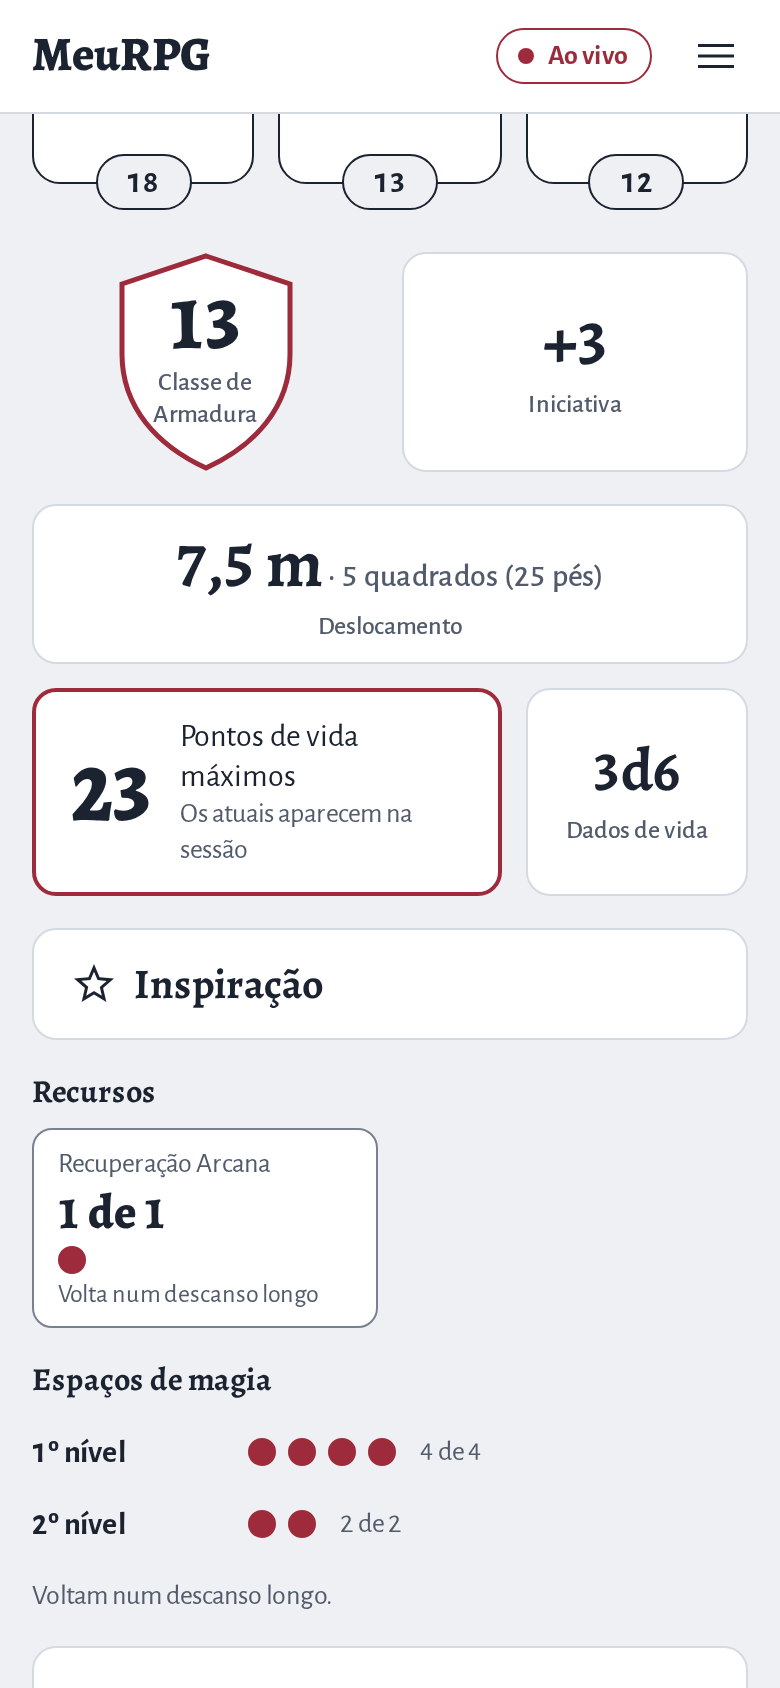 MeuRPG
Ao vivo
18
13
12
13
Classe de
Armadura
+3
Iniciativa
7,5 m · 5 quadrados (25 pés)
Deslocamento
23
Pontos de vida
máximos
Os atuais aparecem na
sessão
3d6
Dados de vida
Inspiração
Recursos
Recuperação Arcana
1 de 1
Volta num descanso longo
Espaços de magia
1º nível
4 de 4
2º nível
2 de 2
Voltam num descanso longo.